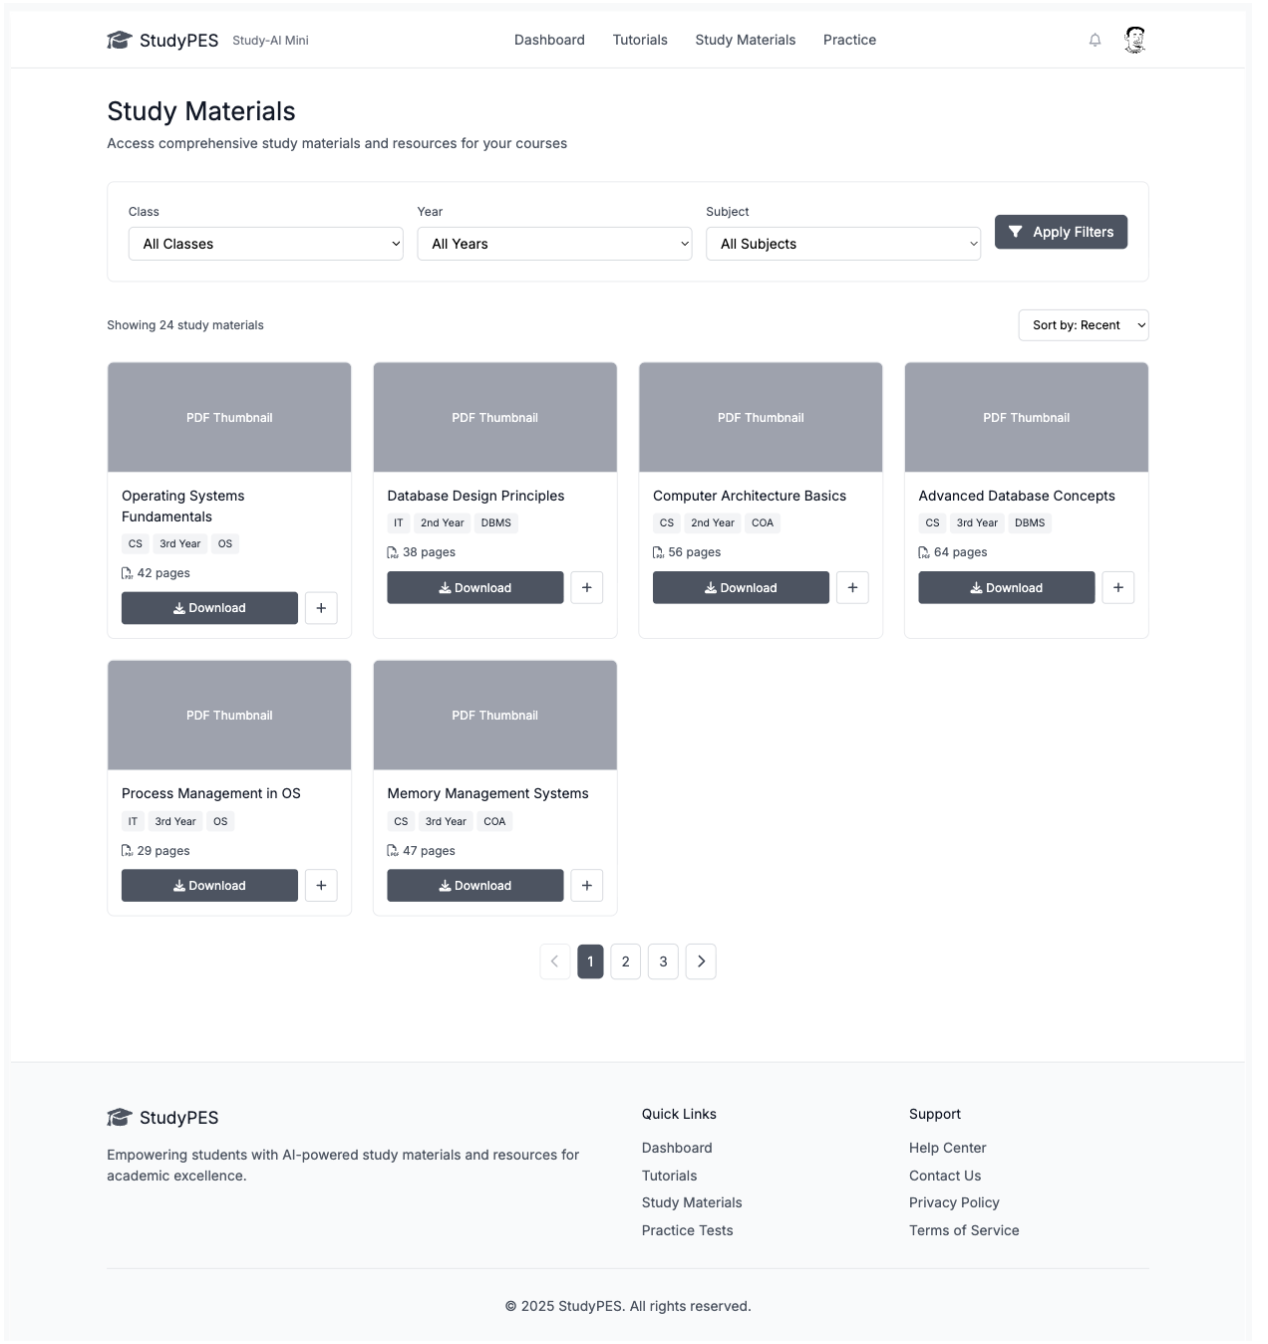 StudyPES Study-AI Mini Dashboard Tutorials Study Materials Practice
Study Materials
Access comprehensive study materials and resources for your courses
Class Year Subject
All Classes All Years All Subjects Apply Filters
Showing 24 study materials Sort by: Recent
PDF Thumbnail
Operating Systems
Fundamentals
CS 3rd Year OS
42 pages
Download +
PDF Thumbnail
Database Design Principles
IT 2nd Year DBMS
38 pages
Download +
PDF Thumbnail
Computer Architecture Basics
CS 2nd Year COA
56 pages
Download +
PDF Thumbnail
Advanced Database Concepts
CS 3rd Year DBMS
64 pages
Download +
PDF Thumbnail
Process Management in OS
IT 3rd Year OS
29 pages
Download +
PDF Thumbnail
Memory Management Systems
CS 3rd Year COA
47 pages
Download +
1 2 3
StudyPES
Empowering students with AI-powered study materials and resources for
academic excellence.
Quick Links
Dashboard
Tutorials
Study Materials
Practice Tests
Support
Help Center
Contact Us
Privacy Policy
Terms of Service
© 2025 StudyPES. All rights reserved.